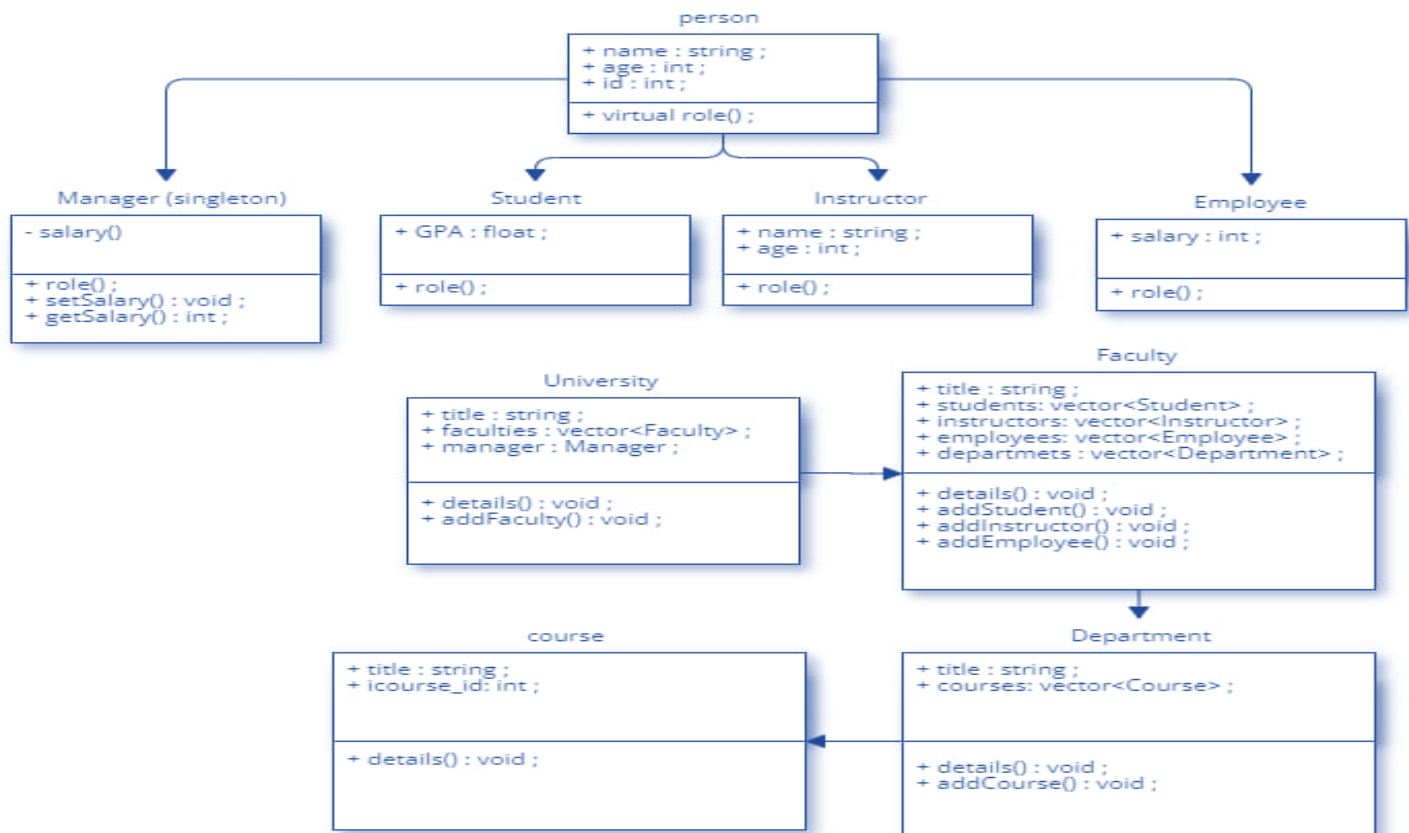 person
+ name : string ;
+ age : int ;
+ id : int ;
+ virtual role() ;
Manager (singleton)
- salary()
+ role() ;
+ setSalary() : void ;
+ getSalary() : int ;
Student
+ GPA : float ;
+ role() ;
Instructor
+ name : string ;
+ age : int ;
+ role() ;
Employee
+ salary : int ;
+ role() ;
University
+ title : string ;
+ faculties : vector<Faculty> ;
+ manager : Manager ;
+ details() : void ;
+ addFaculty() : void ;
Faculty
+ title : string ;
+ students: vector<Student> ;
+ instructors: vector<Instructor> ;
+ employees: vector<Employee> ;
+ departmets : vector<Department> ;
+ details() : void ;
+ addStudent() : void ;
+ addInstructor() : void ;
+ addEmployee() : void ;
course
+ title : string ;
+ icourse_id: int ;
+ details() : void ;
Department
+ title : string ;
+ courses: vector<Course> ;
+ details() : void ;
+ addCourse() : void ;